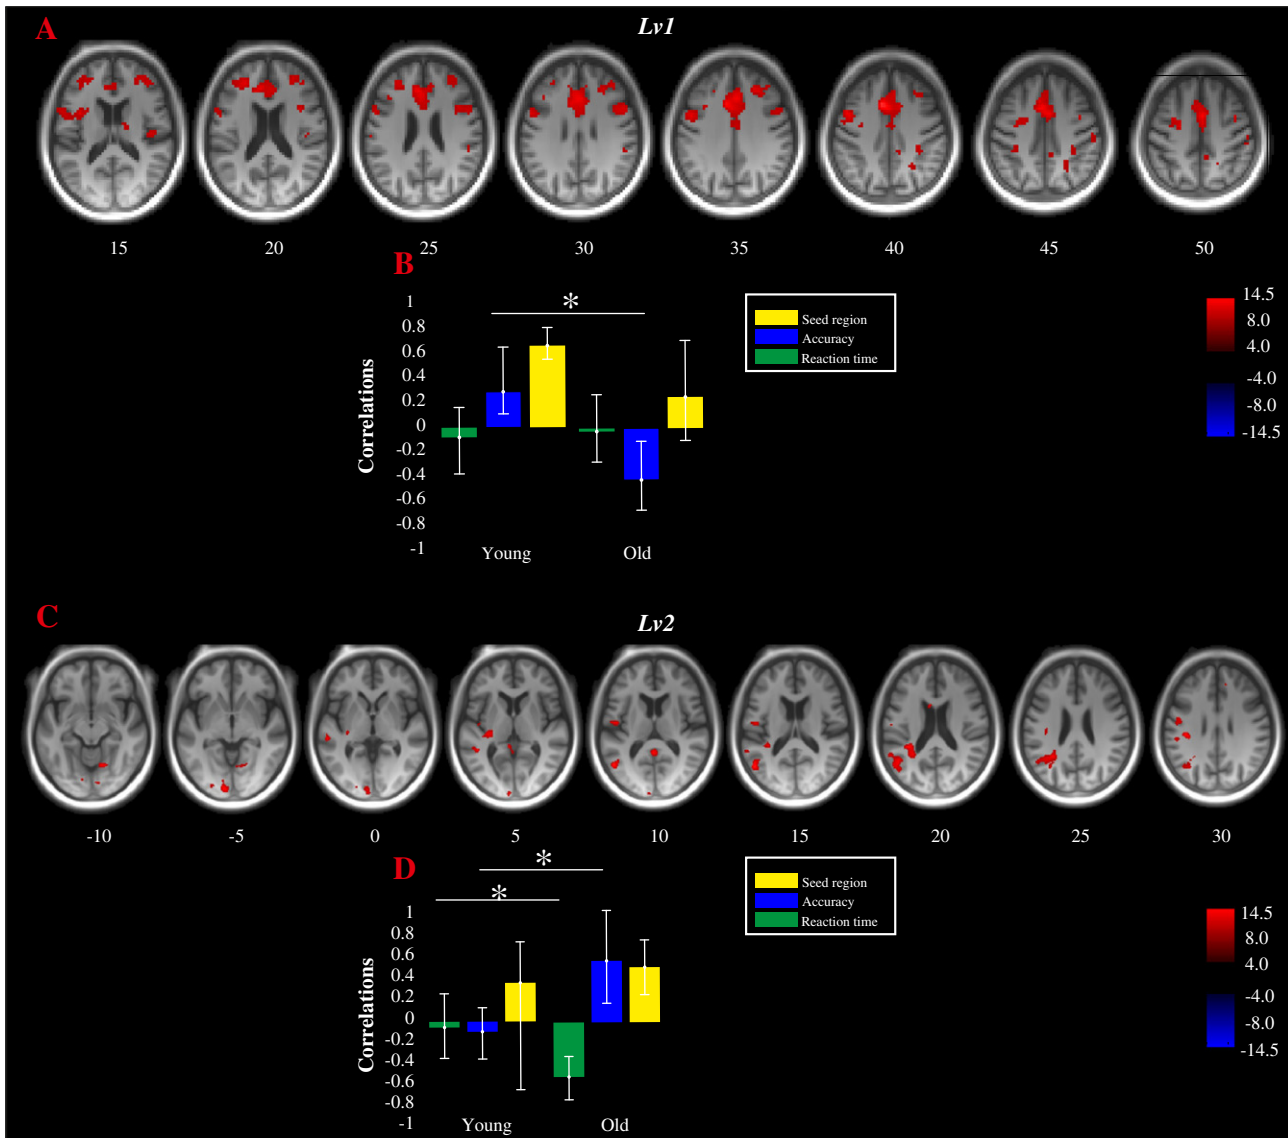 A
Lv1
15 20 25 30 35 40 45 50
B
*
1
0.8
0.6
0.4
0.2
0
-0.2
-0.4
-0.6
-0.8
-1
Correlations
Young Old
Seed region
Accuracy
Reaction time
14.5
8.0
4.0
-4.0
-8.0
-14.5
C
Lv2
-10 -5 0 5 10 15 20 25 30
D
*
*
1
0.8
0.6
0.4
0.2
0
-0.2
-0.4
-0.6
-0.8
-1
Correlations
Young Old
Seed region
Accuracy
Reaction time
14.5
8.0
4.0
-4.0
-8.0
-14.5